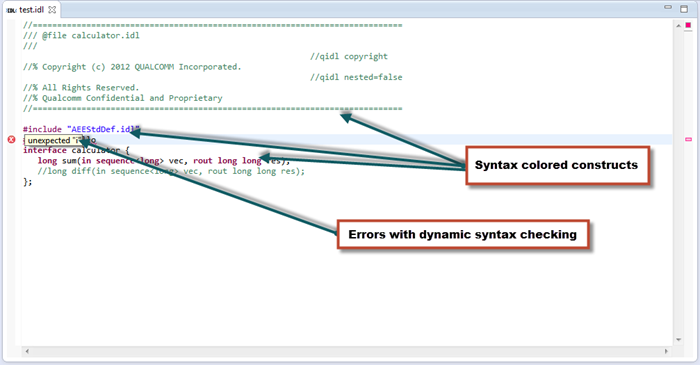 test.idl
//==========================================================================
/// @file calculator.idl
///
//qidl copyright
//% Copyright (c) 2012 QUALCOMM Incorporated.
//qidl nested=false
//% All Rights Reserved.
//% Qualcomm Confidential and Proprietary
//==========================================================================
#include "AEEStdDef.idl"
unexpected
interface calculator {
long sum(in sequence<long> vec, rout long long res);
//long diff(in sequence<long> vec, rout long long res);
};
Syntax colored constructs
Errors with dynamic syntax checking